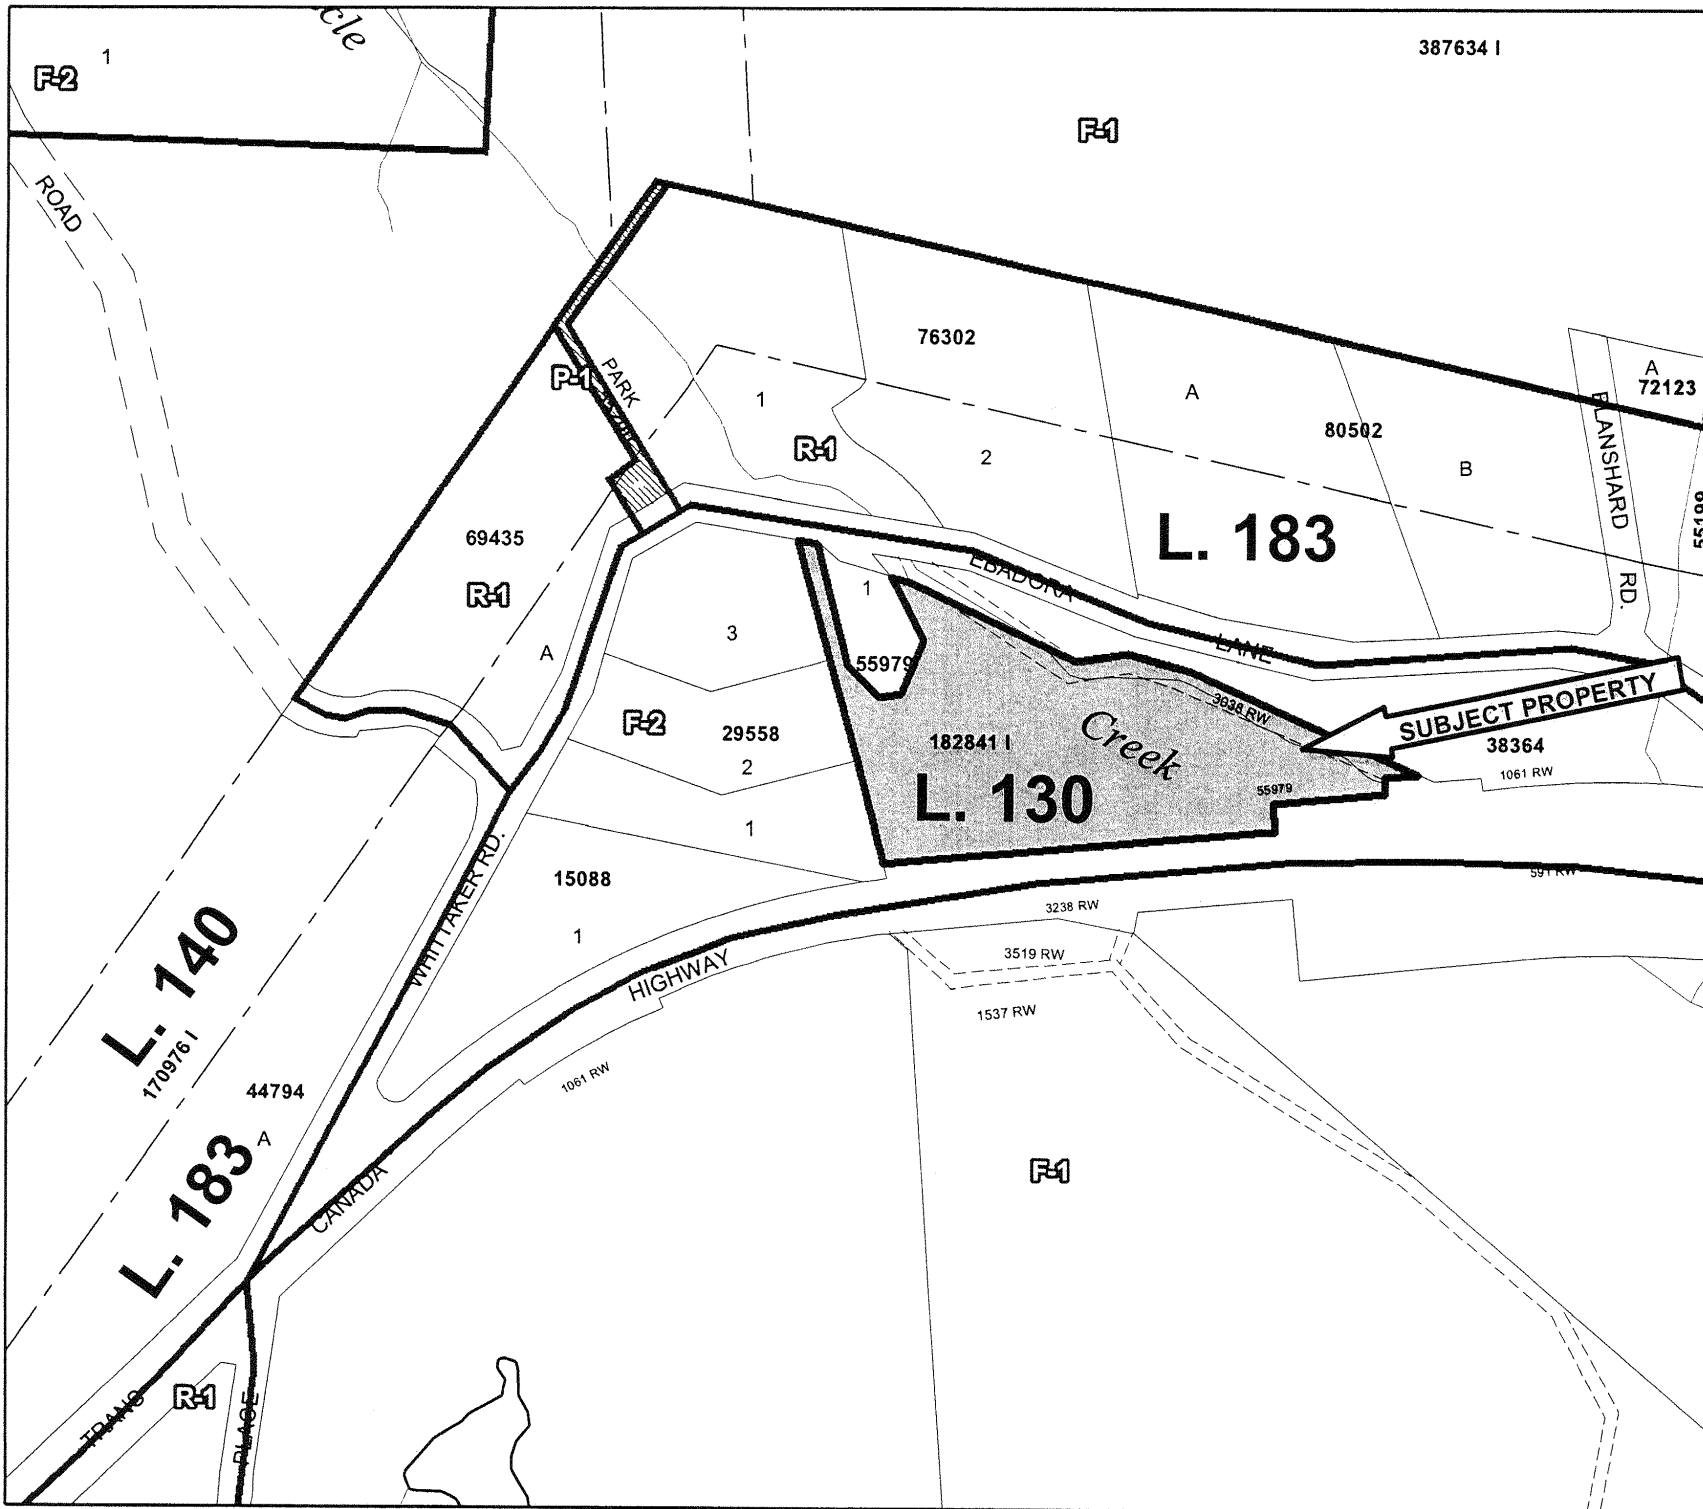 cle
1
F-2
387634 I
F-1
ROAD
76302
PARK
P-1
1
R-1
2
A
80502
B
A
72123
BLANSHARD
RD.
55199
L. 183
69435
R-1
A
EBADORA
LANE
1
3
55979
F-2
29558
2
1
182841 I
Creek
3038 RW
L. 130
55979
SUBJECT PROPERTY
38364
1061 RW
15088
1
WHITTAKER RD.
591 RW
3238 RW
3519 RW
1537 RW
HIGHWAY
1061 RW
L. 140
170976 I
44794
A
L. 183
CANADA
F-1
TRANS
R-1
PLACE